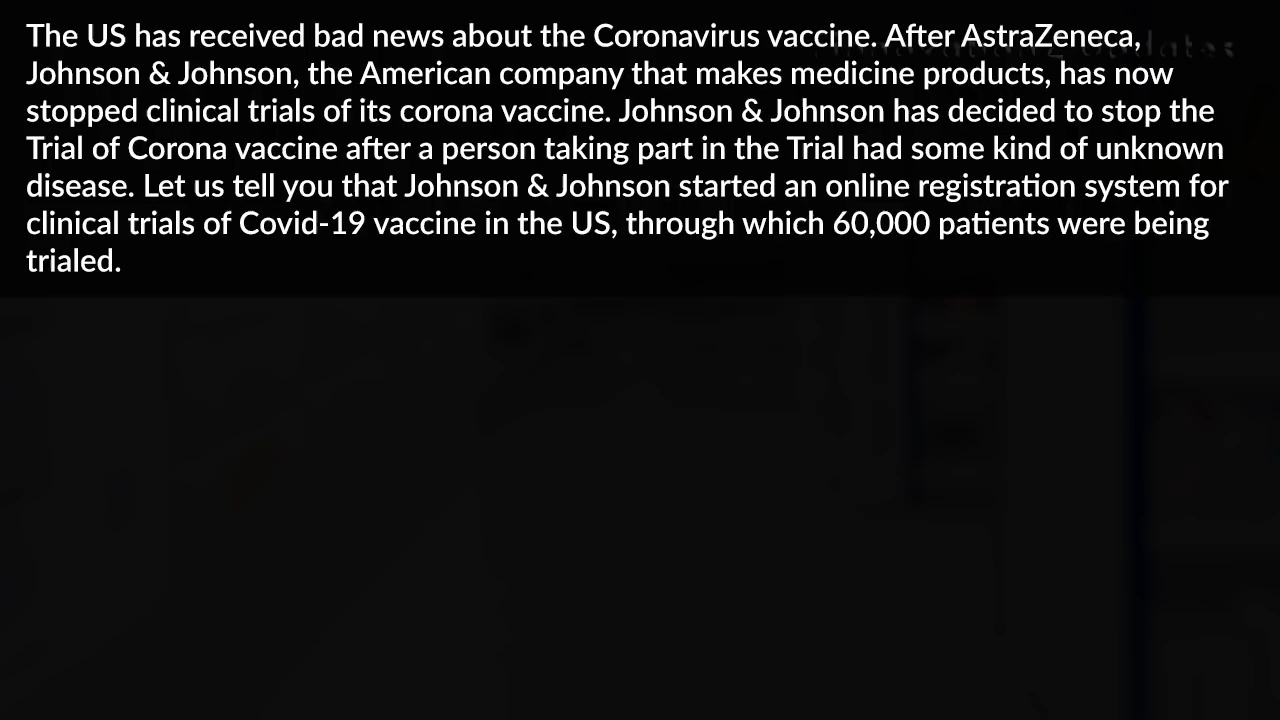 The US has received bad news about the Coronavirus vaccine. After AstraZeneca,
Johnson & Johnson, the American company that makes medicine products, has now
stopped clinical trials of its corona vaccine. Johnson & Johnson has decided to stop the
Trial of Corona vaccine after a person taking part in the Trial had some kind of unknown
disease. Let us tell you that Johnson & Johnson started an online registration system for
clinical trials of Covid-19 vaccine in the US, through which 60,000 patients were being
trialed.